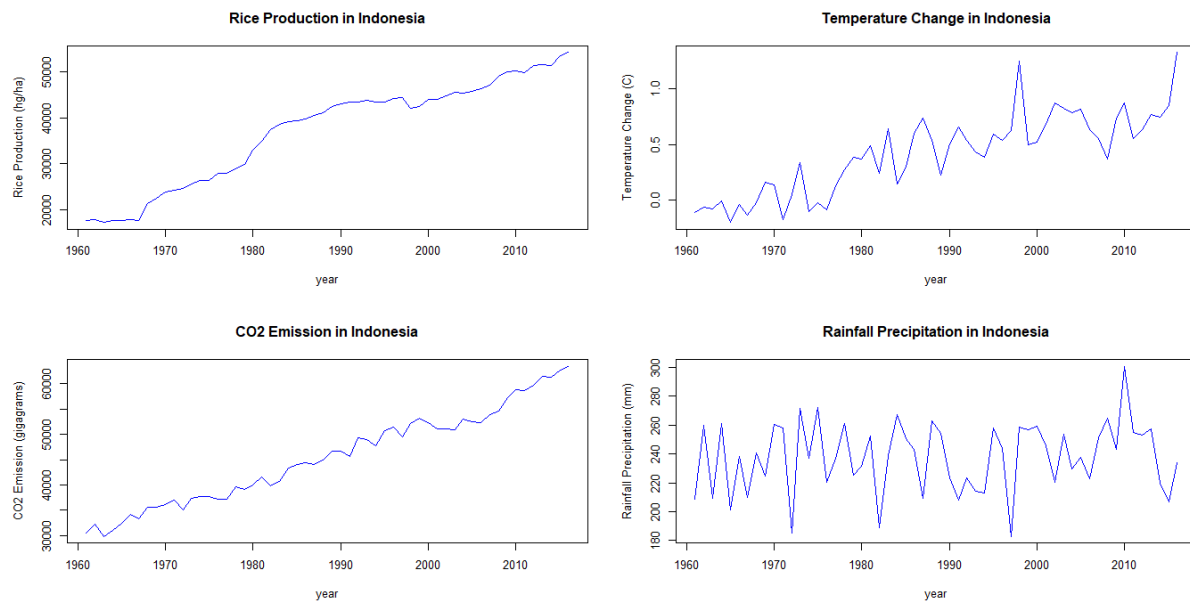 Rice Production in Indonesia
Rice Production (hg/ha)
50000
40000
30000
20000
1960 1970 1980 1990 2000 2010
year
Temperature Change in Indonesia
Temperature Change (C)
1.0
0.5
0.0
1960 1970 1980 1990 2000 2010
year
CO2 Emission in Indonesia
CO2 Emission (gigagrams)
60000
50000
40000
30000
1960 1970 1980 1990 2000 2010
year
Rainfall Precipitation in Indonesia
Rainfall Precipitation (mm)
300
280
260
240
220
200
180
1960 1970 1980 1990 2000 2010
year